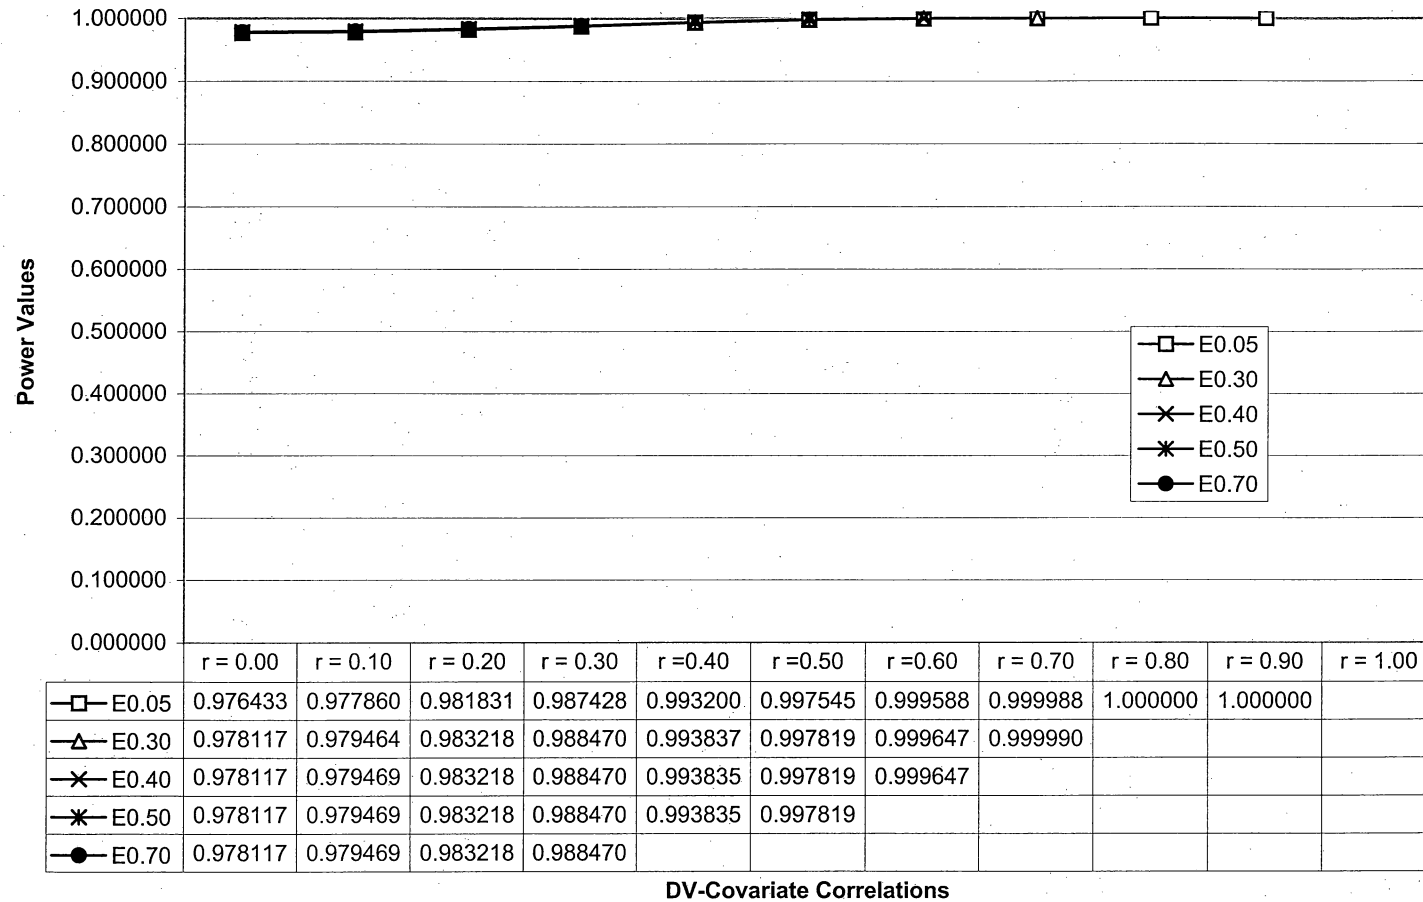 1.000000
0.900000
0.800000
0.700000
0.600000
0.500000
0.400000
0.300000
0.200000
0.100000
0.000000
Power Values
E0.05
E0.30
E0.40
E0.50
E0.70
r = 0.00 r = 0.10 r = 0.20 r = 0.30 r =0.40 r =0.50 r =0.60 r = 0.70 r = 0.80 r = 0.90 r = 1.00
E0.05 0.976433 0.977860 0.981831 0.987428 0.993200 0.997545 0.999588 0.999988 1.000000 1.000000
E0.30 0.978117 0.979464 0.983218 0.988470 0.993837 0.997819 0.999647 0.999990
E0.40 0.978117 0.979469 0.983218 0.988470 0.993835 0.997819 0.999647
E0.50 0.978117 0.979469 0.983218 0.988470 0.993835 0.997819
E0.70 0.978117 0.979469 0.983218 0.988470
DV-Covariate Correlations